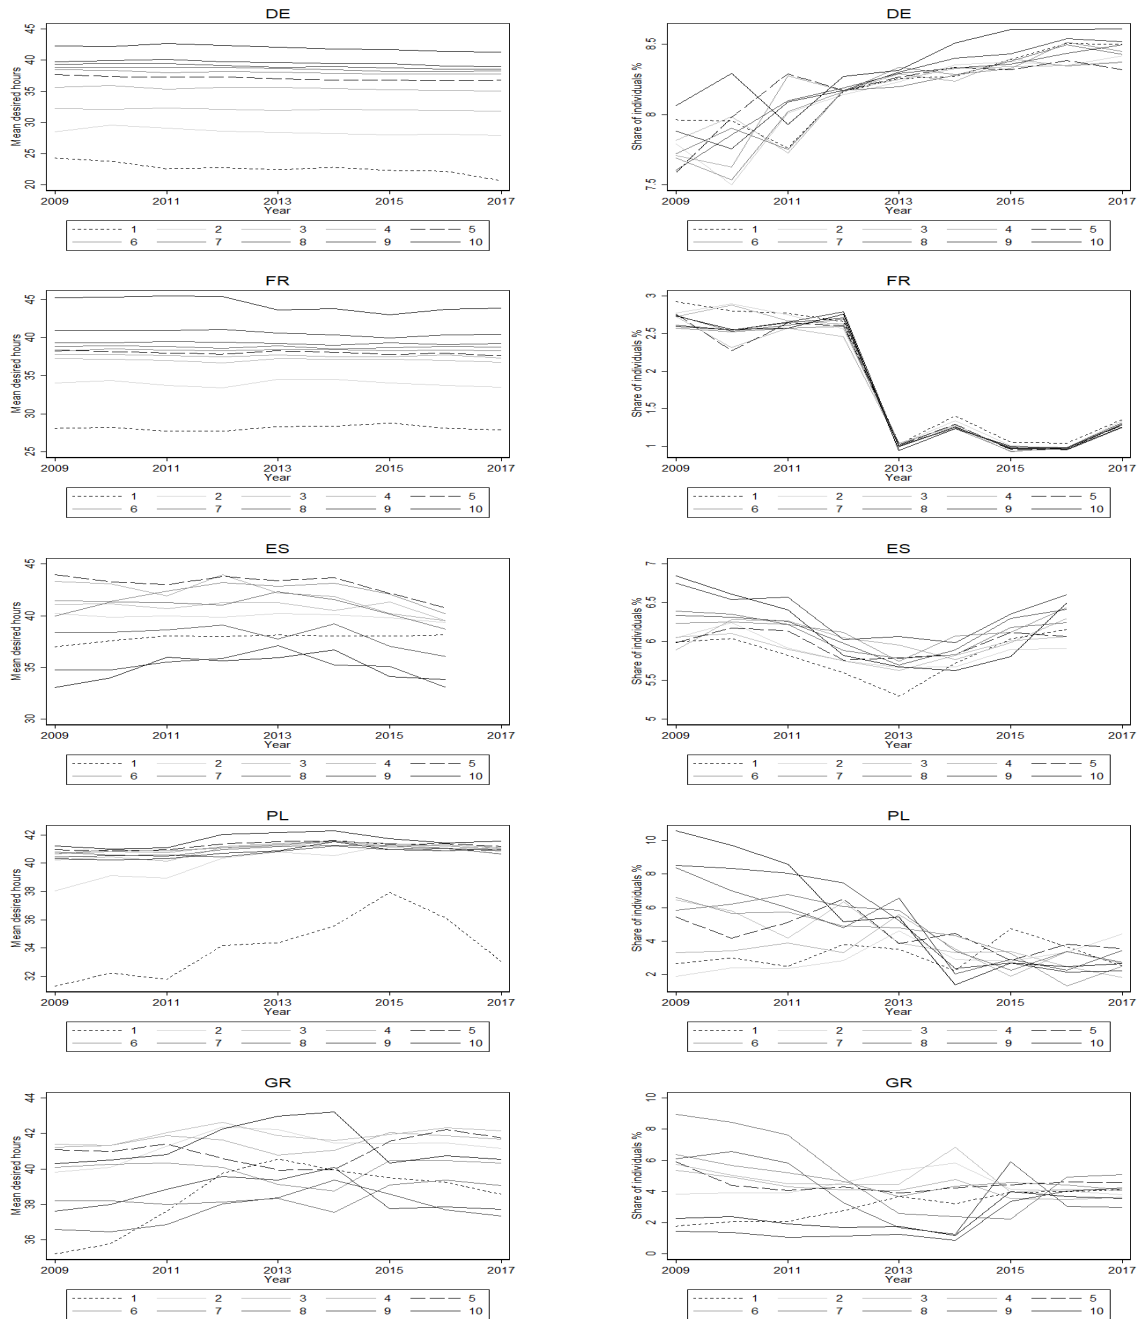 DE
Mean desired hours
45
40
35
30
25
20
2009 2011 2013 2015 2017
Year
1 2 3 4 5
6 7 8 9 10
DE
Share of individuals %
8.5
8
7.5
2009 2011 2013 2015 2017
Year
1 2 3 4 5
6 7 8 9 10
FR
Mean desired hours
45
40
35
30
25
2009 2011 2013 2015 2017
Year
1 2 3 4 5
6 7 8 9 10
FR
Share of individuals %
3
2.5
2
1.5
1
2009 2011 2013 2015 2017
Year
1 2 3 4 5
6 7 8 9 10
ES
Mean desired hours
45
40
35
30
2009 2011 2013 2015 2017
Year
1 2 3 4 5
6 7 8 9 10
ES
Share of individuals %
7
6.5
6
5.5
5
2009 2011 2013 2015 2017
Year
1 2 3 4 5
6 7 8 9 10
PL
Mean desired hours
42
40
38
36
34
32
2009 2011 2013 2015 2017
Year
1 2 3 4 5
6 7 8 9 10
PL
Share of individuals %
10
8
6
4
2
2009 2011 2013 2015 2017
Year
1 2 3 4 5
6 7 8 9 10
GR
Mean desired hours
44
42
40
38
36
2009 2011 2013 2015 2017
Year
1 2 3 4 5
6 7 8 9 10
GR
Share of individuals %
10
8
6
4
2
0
2009 2011 2013 2015 2017
Year
1 2 3 4 5
6 7 8 9 10